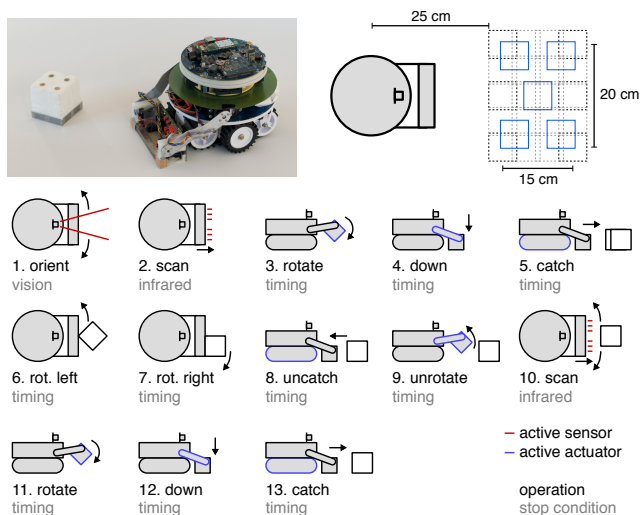 25 cm
20 cm
15 cm
1. orient
vision
2. scan
infrared
3. rotate
timing
4. down
timing
5. catch
timing
6. rot. left
timing
7. rot. right
timing
8. uncatch
timing
9. unrotate
timing
10. scan
infrared
11. rotate
timing
12. down
timing
13. catch
timing
active sensor
active actuator
operation
stop condition